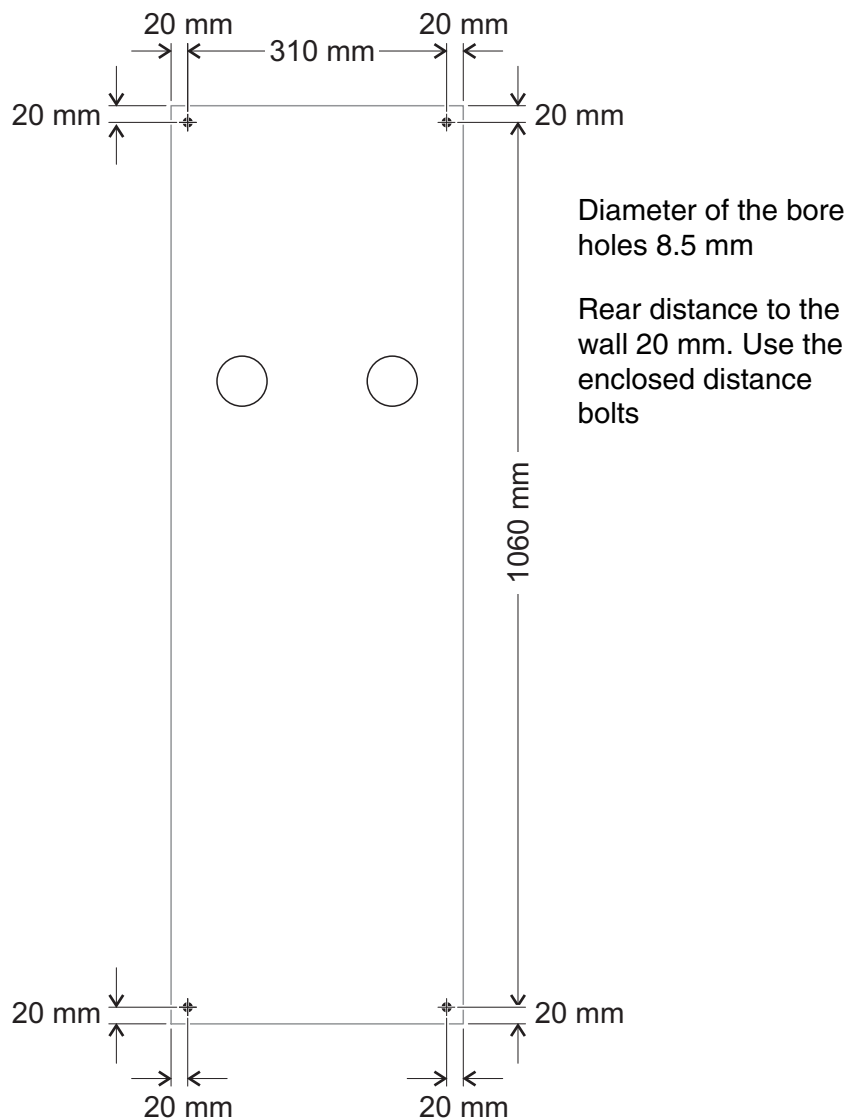 20 mm
20 mm
310 mm
20 mm
20 mm
Diameter of the bore
holes 8.5 mm
Rear distance to the
wall 20 mm. Use the
enclosed distance
bolts
1060 mm
20 mm
20 mm
20 mm
20 mm